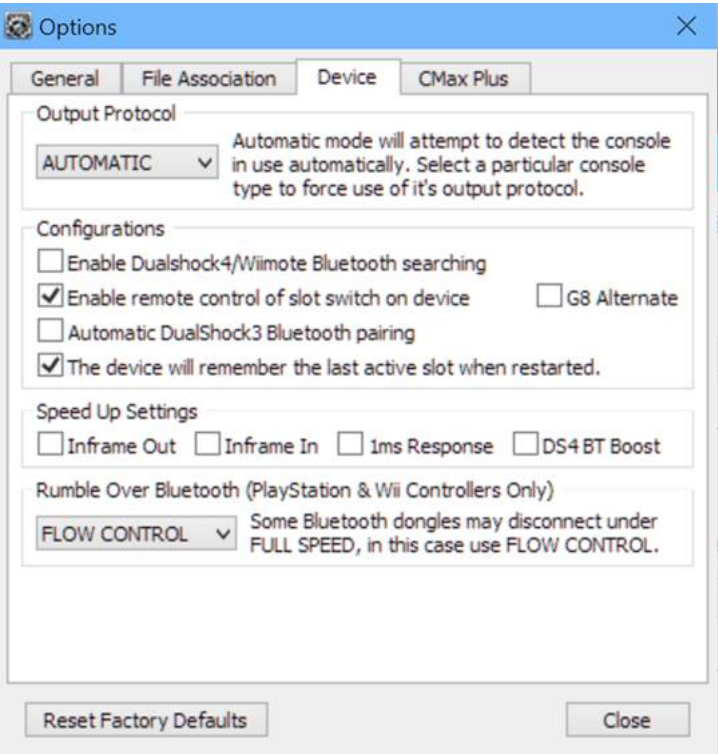 Options
General File Association Device CMax Plus
Output Protocol
AUTOMATIC
Automatic mode will attempt to detect the console
in use automatically. Select a particular console
type to force use of it's output protocol.
Configurations
Enable Dualshock4/Wiimote Bluetooth searching
Enable remote control of slot switch on device G8 Alternate
Automatic DualShock3 Bluetooth pairing
The device will remember the last active slot when restarted.
Speed Up Settings
Inframe Out Inframe In 1ms Response DS4 BT Boost
Rumble Over Bluetooth (PlayStation & Wii Controllers Only)
FLOW CONTROL
Some Bluetooth dongles may disconnect under
FULL SPEED, in this case use FLOW CONTROL.
Reset Factory Defaults Close